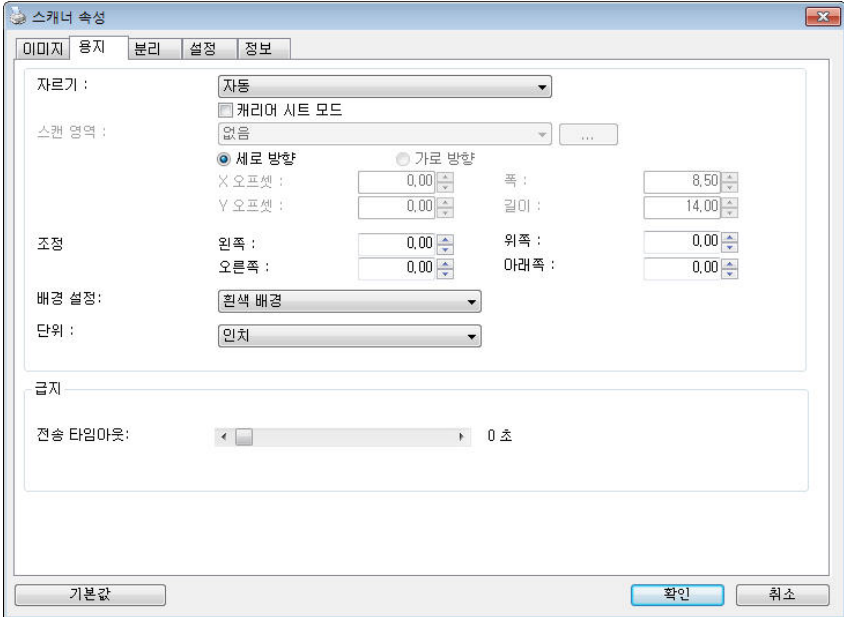 스캐너 속성
이미지 용지 분리 설정 정보
자르기 : 자동
캐리어 시트 모드
스캔 영역 : 없음 ...
세로 방향 가로 방향
X 오프셋 : 0,00 폭 : 8,50
Y 오프셋 : 0,00 길이 : 14,00
조정 왼쪽 : 0,00 위쪽 : 0,00
오른쪽 : 0,00 아래쪽 : 0,00
배경 설정: 흰색 배경
단위 : 인치
급지
전송 타임아웃: 0 초
기본값 확인 취소